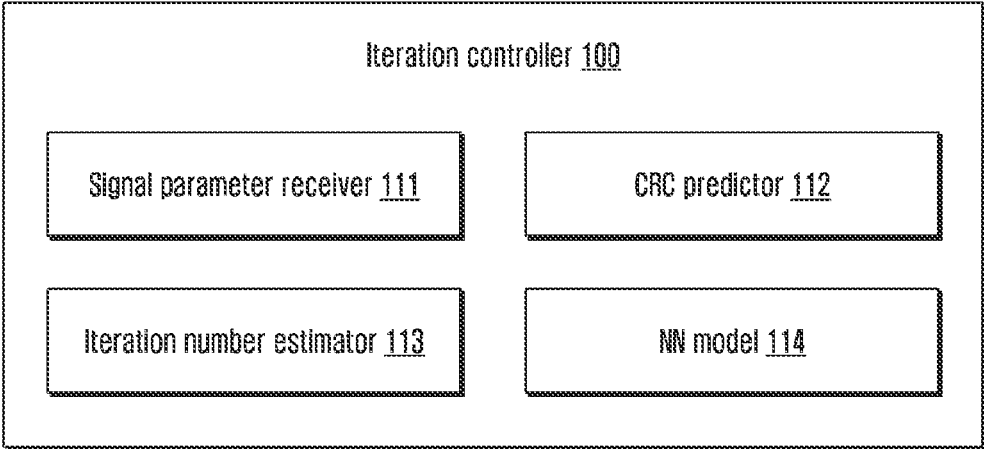 Iteration controller 100
Signal parameter receiver 111
CRC predictor 112
Iteration number estimator 113
NN model 114